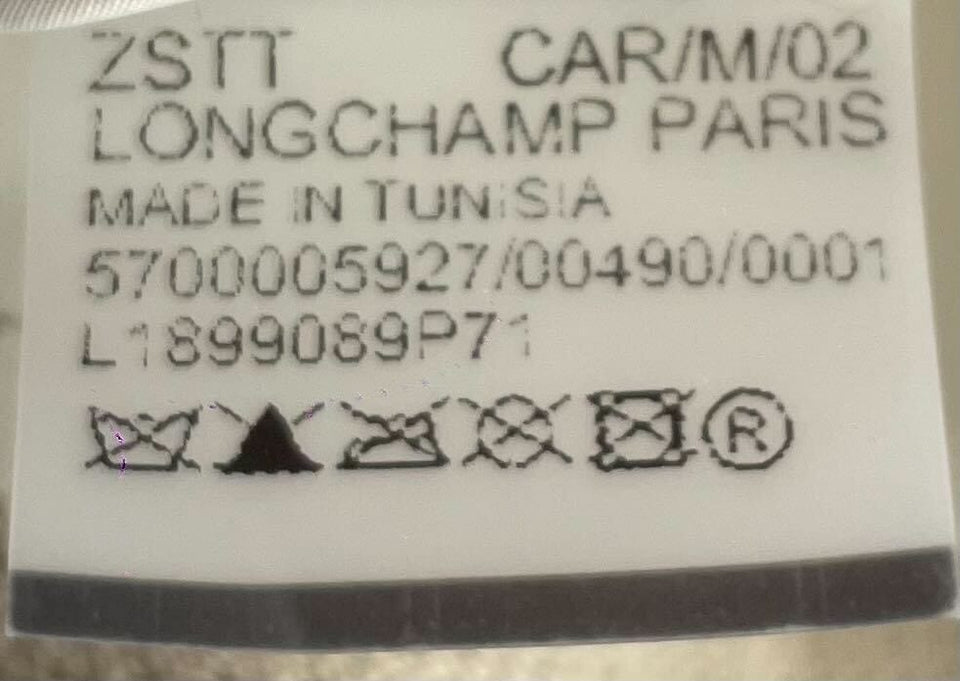 ZSTT CAR/M/02
LONGCHAMP PARIS
MADE IN TUNISIA
5700005927/00490/0001
L1899089P71
R